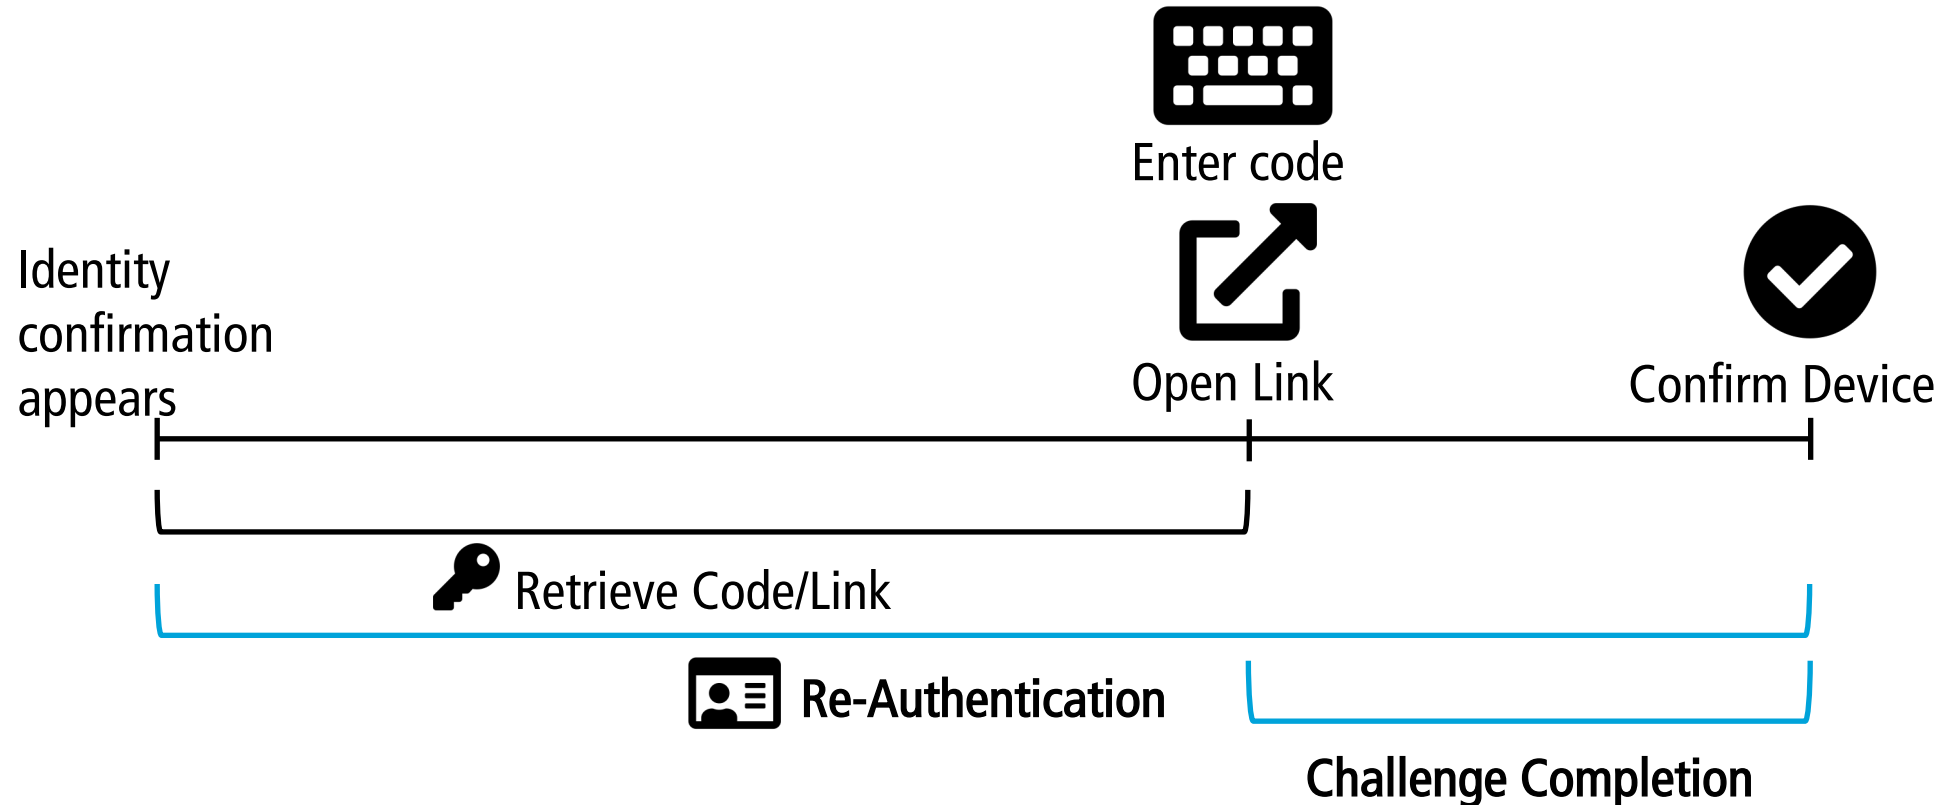 Enter code
Identity
confirmation
appears
Open Link
Confirm Device
Retrieve Code/Link
Re-Authentication
Challenge Completion